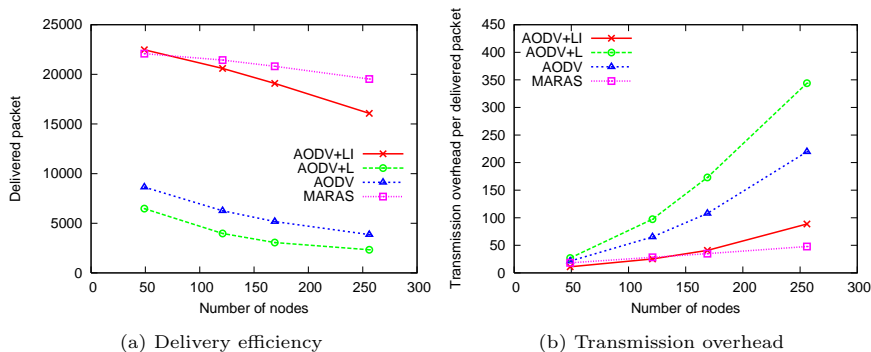 25000
20000
15000
10000
5000
0
0 50 100 150 200 250 300
Delivered packet
Number of nodes
AODV+LI
AODV+L
AODV
MARAS
(a) Delivery efficiency
450
400
350
300
250
200
150
100
50
0
0 50 100 150 200 250 300
Transmission overhead per delivered packet
Number of nodes
AODV+LI
AODV+L
AODV
MARAS
(b) Transmission overhead